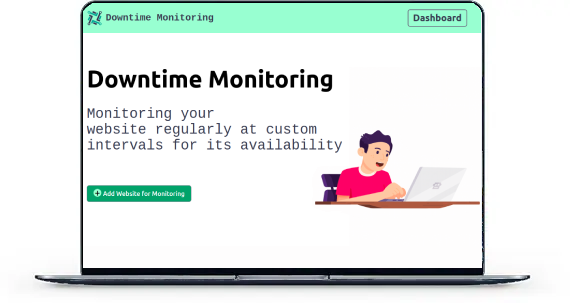 Downtime Monitoring
Dashboard
Downtime Monitoring
Monitoring your
website regularly at custom
intervals for its availability
Add Website for Monitoring